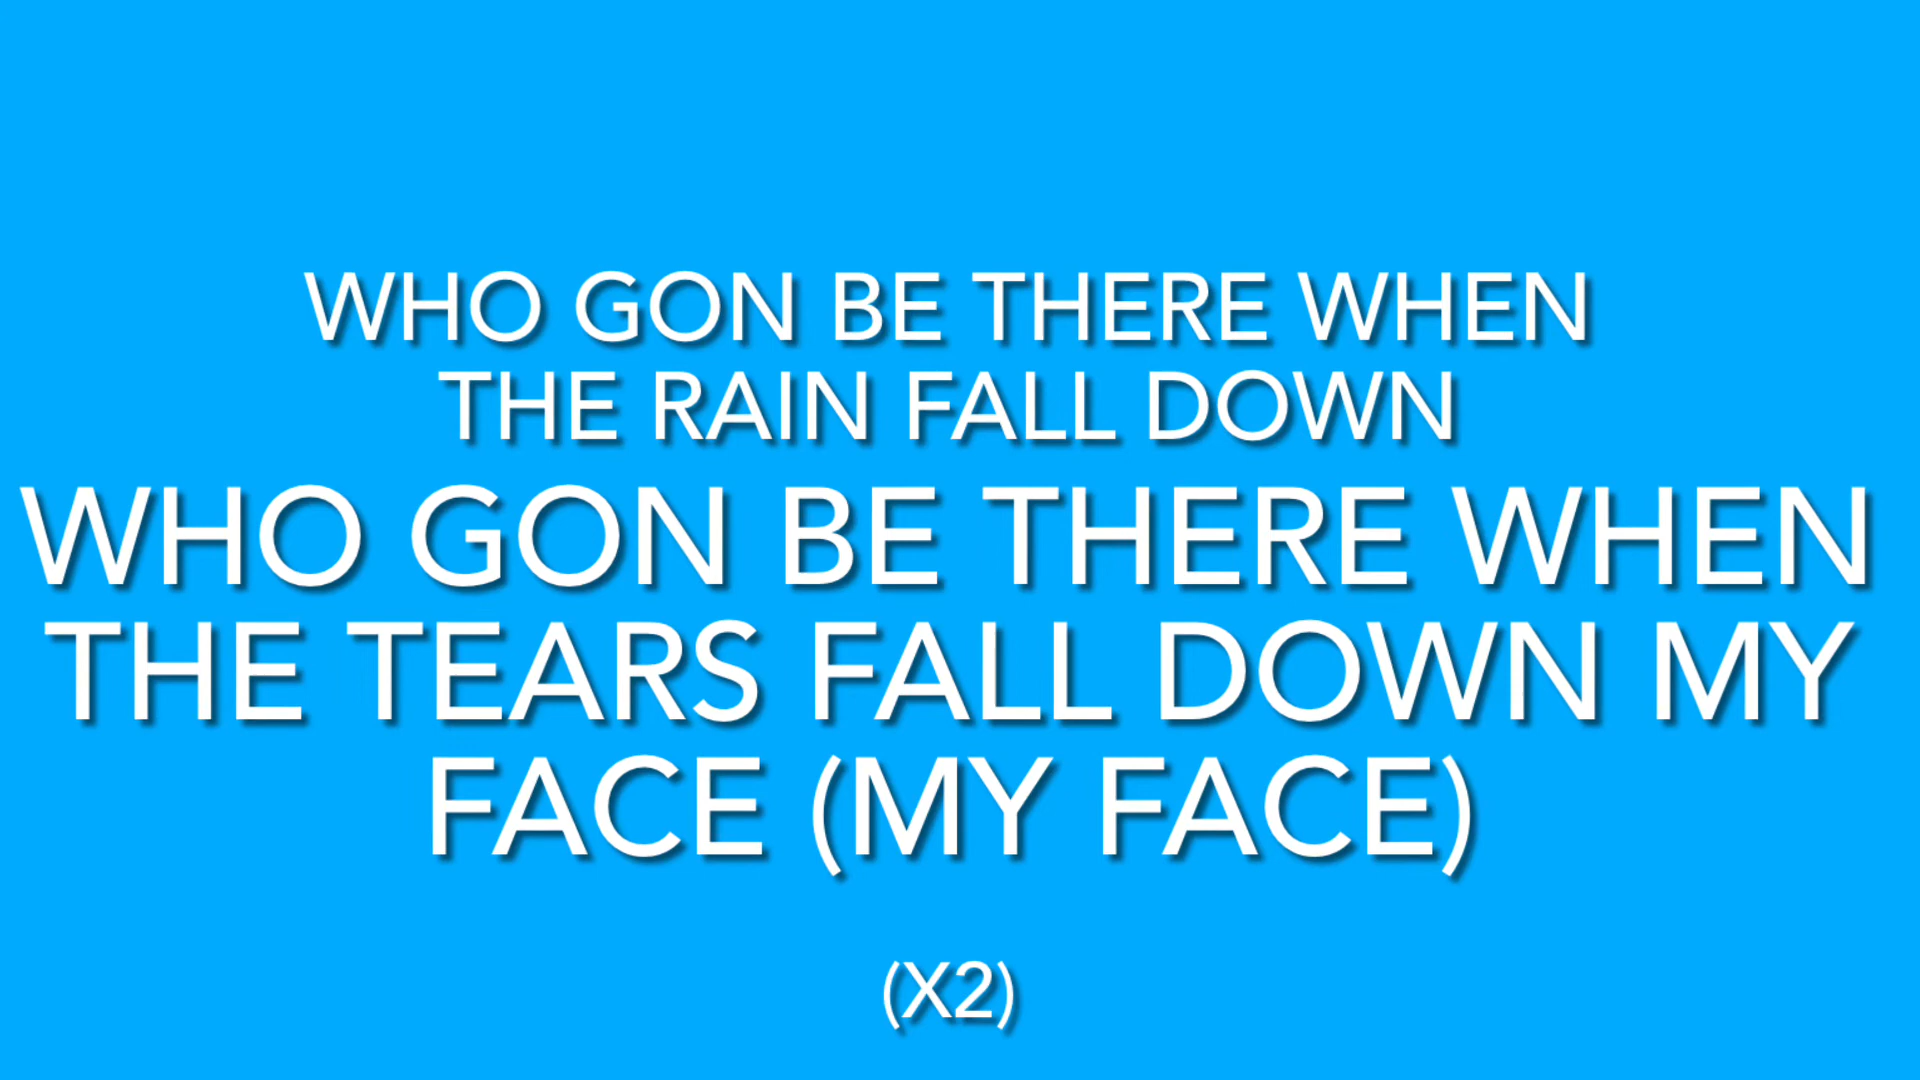 WHO GON BE THERE WHEN
THE RAIN FALL DOWN
WHO GON BE THERE WHEN
THE TEARS FALL DOWN MY
FACE (MY FACE)
(X2)